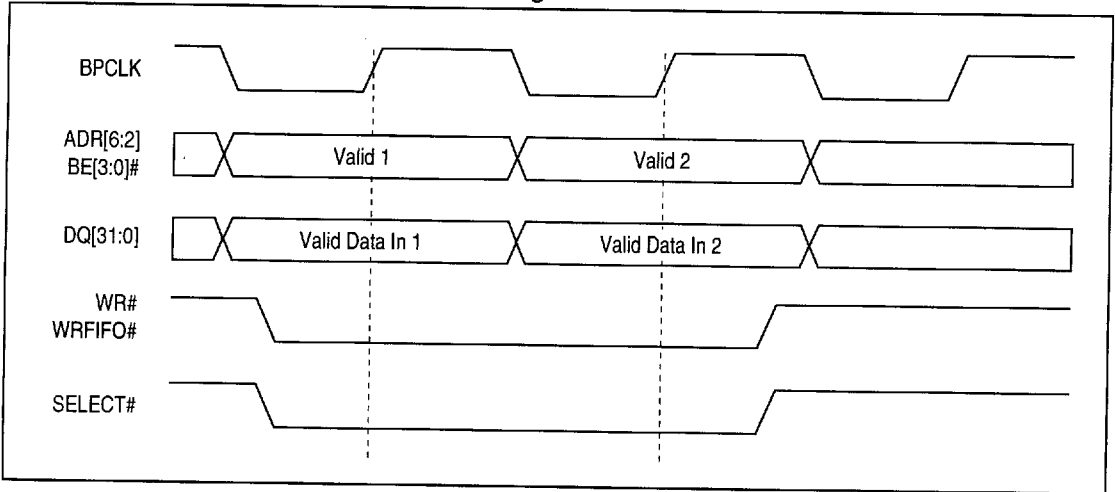 BPCLK
ADR[6:2]
BE[3:0]#
Valid 1
Valid 2
DQ[31:0]
Valid Data In 1
Valid Data In 2
WR#
WRFIFO#
SELECT#